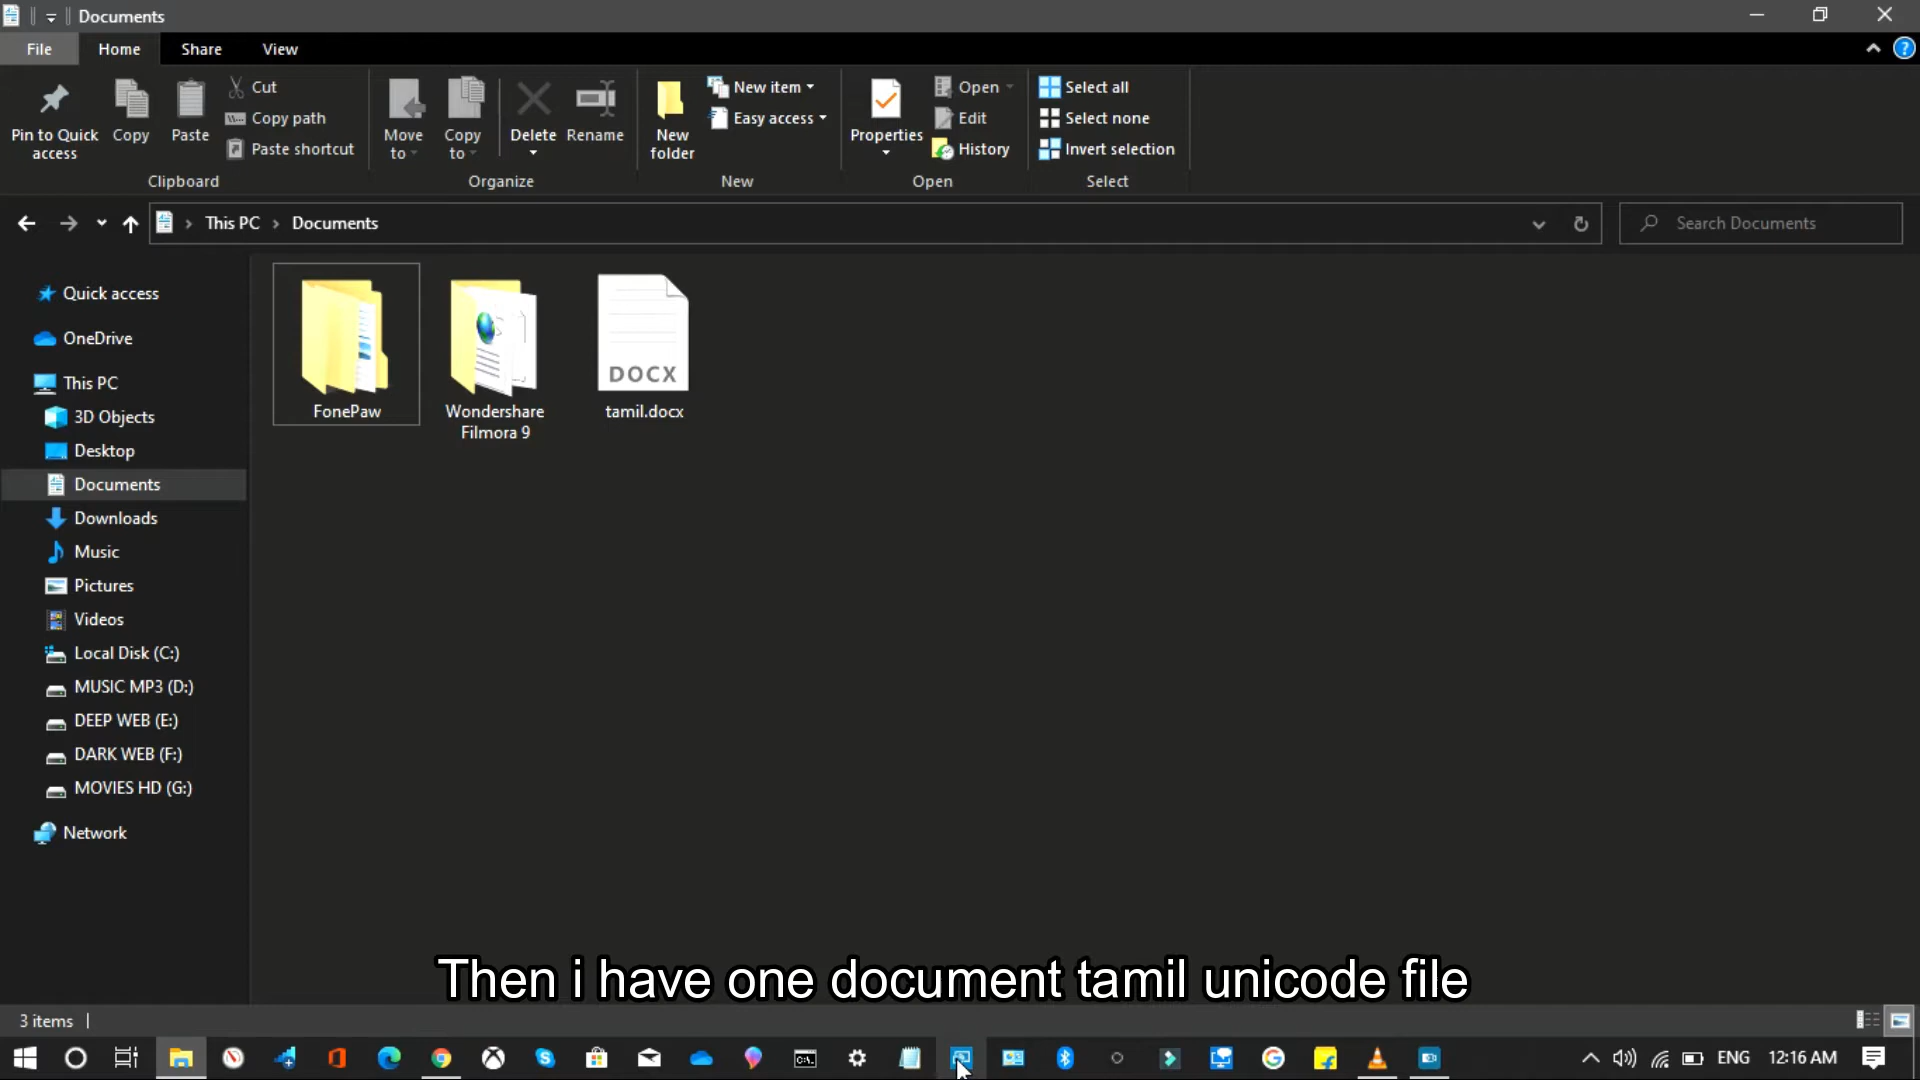 Documents
File Home Share View
Pin to Quick access
Copy
Paste
Cut
Copy path
Paste shortcut
Clipboard
Move to
Copy to
Delete
Rename
Organize
New folder
New item
Easy access
New
Properties
Open
Edit
History
Open
Select all
Select none
Invert selection
Select
This PC Documents
Search Documents
Quick access
OneDrive
This PC
3D Objects
Desktop
Documents
Downloads
Music
Pictures
Videos
Local Disk (C:)
MUSIC MP3 (D:)
DEEP WEB (E:)
DARK WEB (F:)
MOVIES HD (G:)
Network
FonePaw
Wondershare
Filmora 9
DOCX
tamil.docx
Then i have one document tamil unicode file
3 items
ENG 12:16 AM